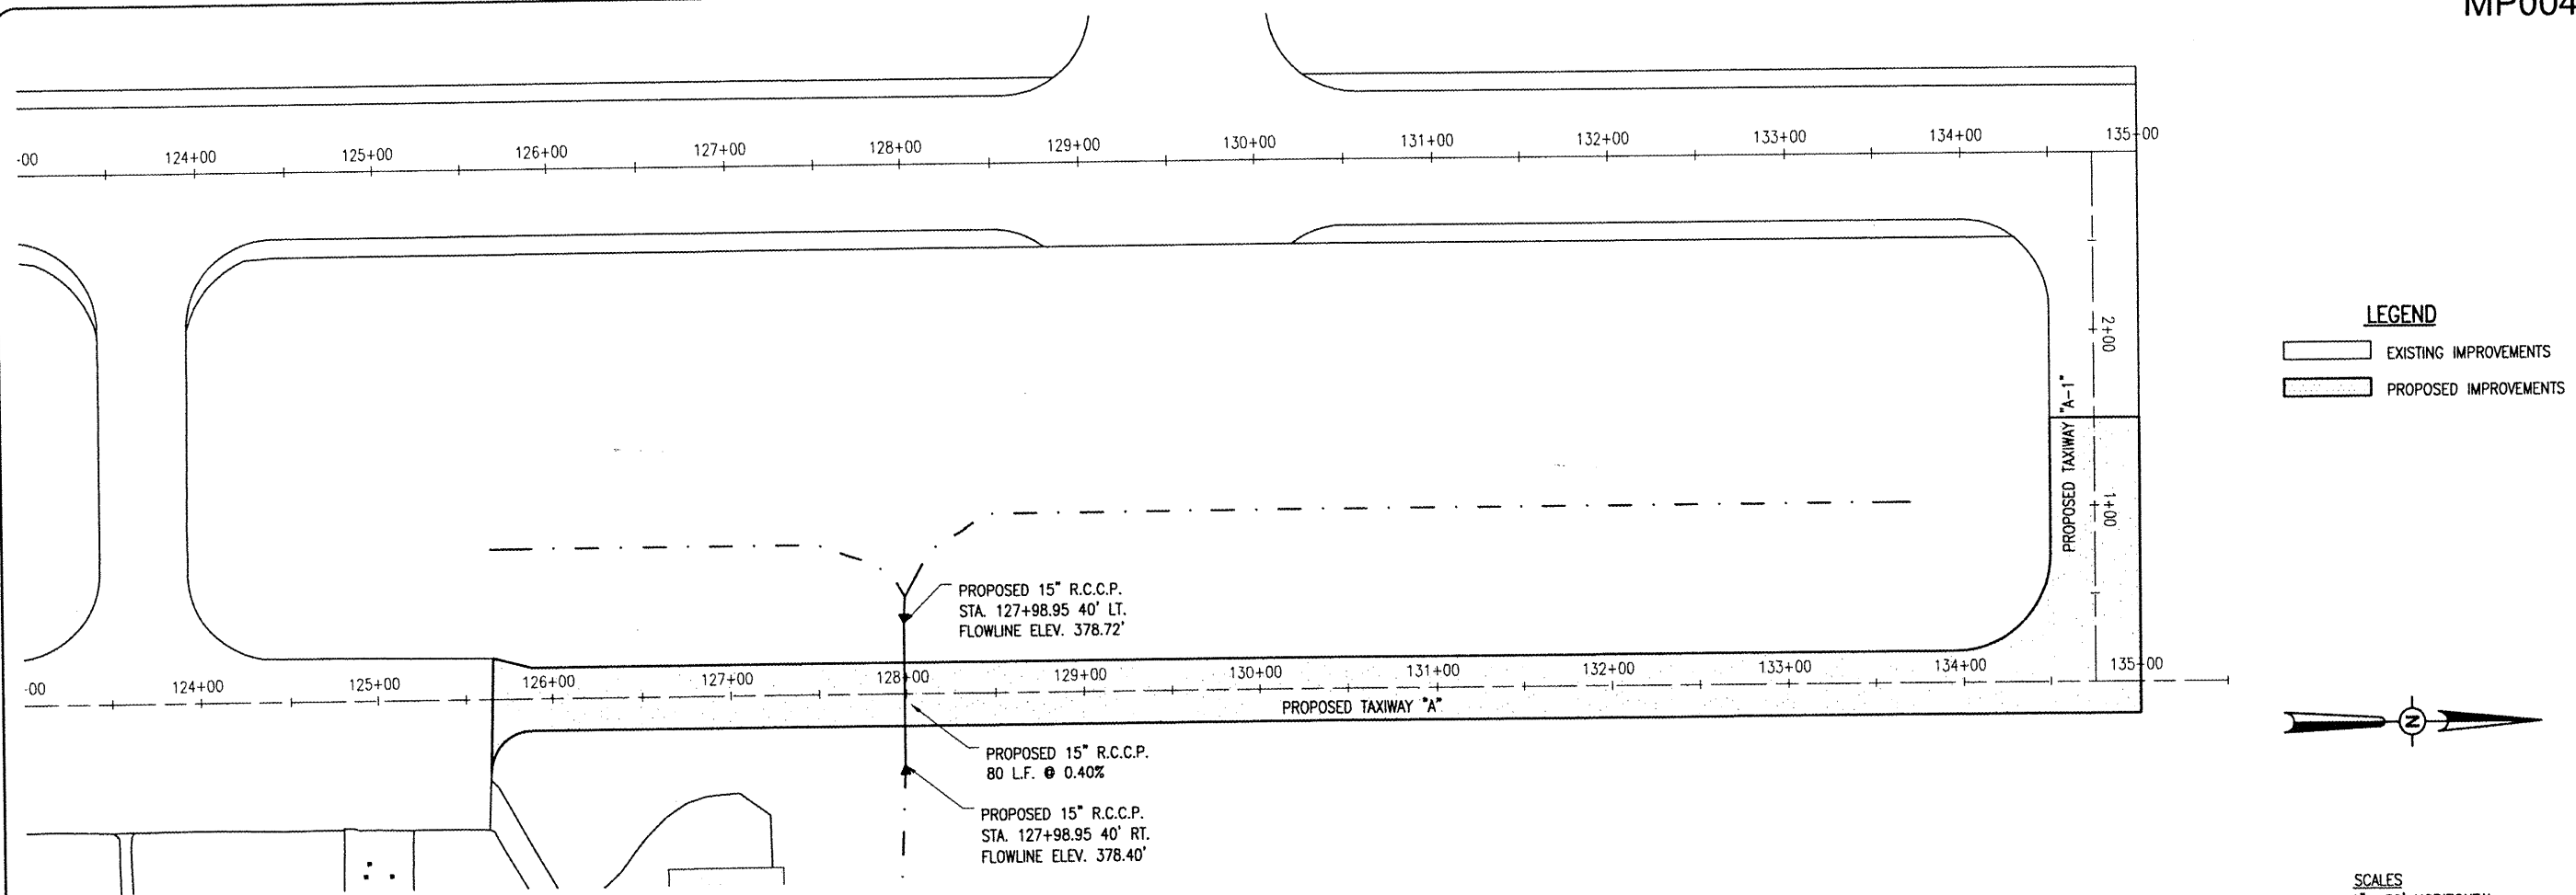 MP004
-00 124+00 125+00 126+00 127+00 128+00 129+00 130+00 131+00 132+00 133+00 134+00 135+00
2+00
LEGEND
EXISTING IMPROVEMENTS
PROPOSED IMPROVEMENTS
PROPOSED TAXIWAY "A-1"
1+00
PROPOSED 15" R.C.C.P.
STA. 127+98.95 40' LT.
FLOWLINE ELEV. 378.72'
-00 124+00 125+00 126+00 127+00 128+00 129+00 130+00 131+00 132+00 133+00 134+00 135+00
PROPOSED TAXIWAY "A"
N
PROPOSED 15" R.C.C.P.
80 L.F. @ 0.40%
PROPOSED 15" R.C.C.P.
STA. 127+98.95 40' RT.
FLOWLINE ELEV. 378.40'
SCALES